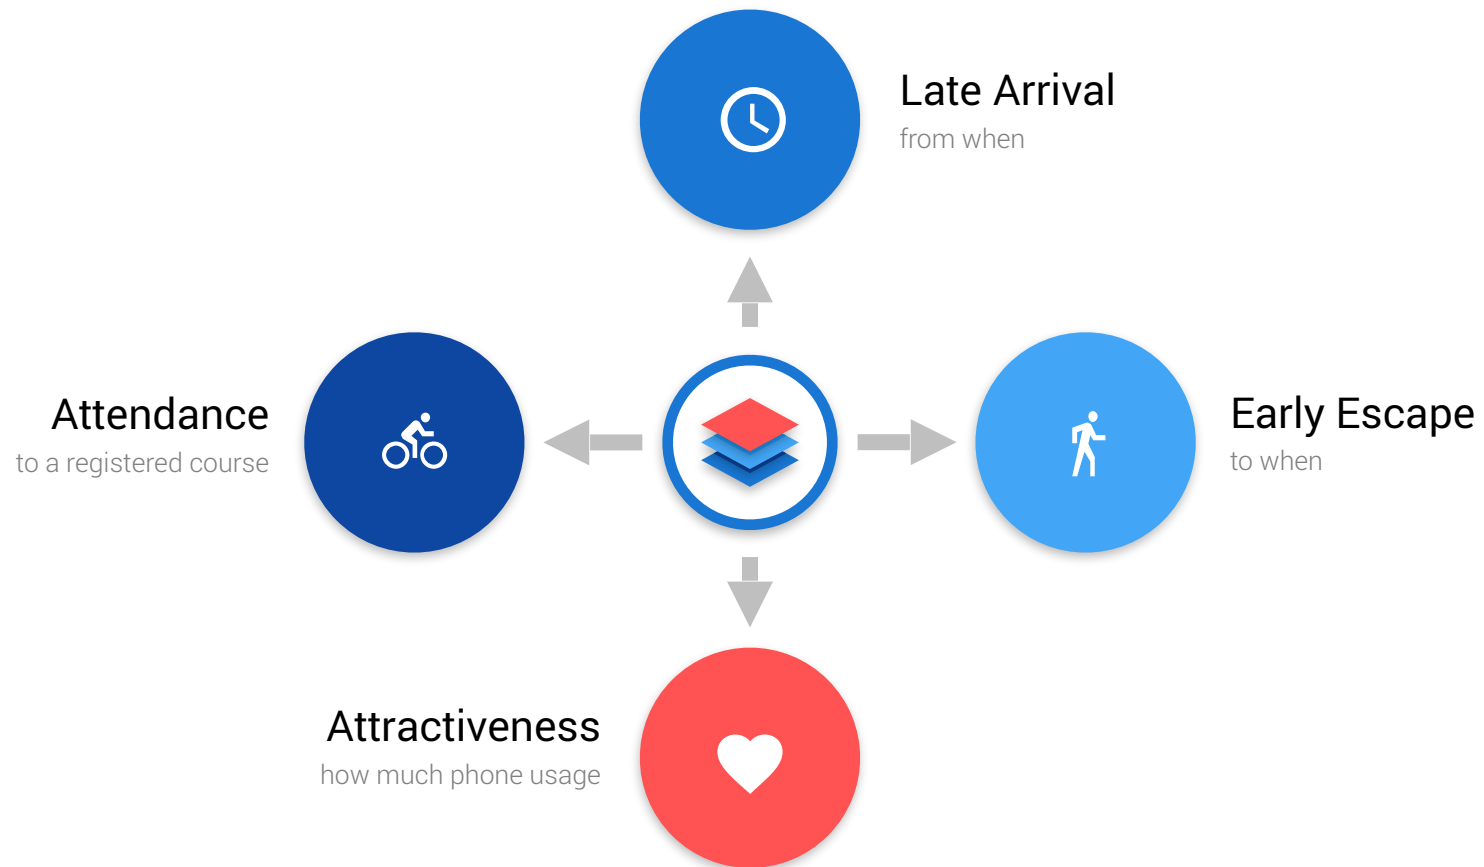 Late Arrival
from when
Attendance
to a registered course
Early Escape
to when
Attractiveness
how much phone usage